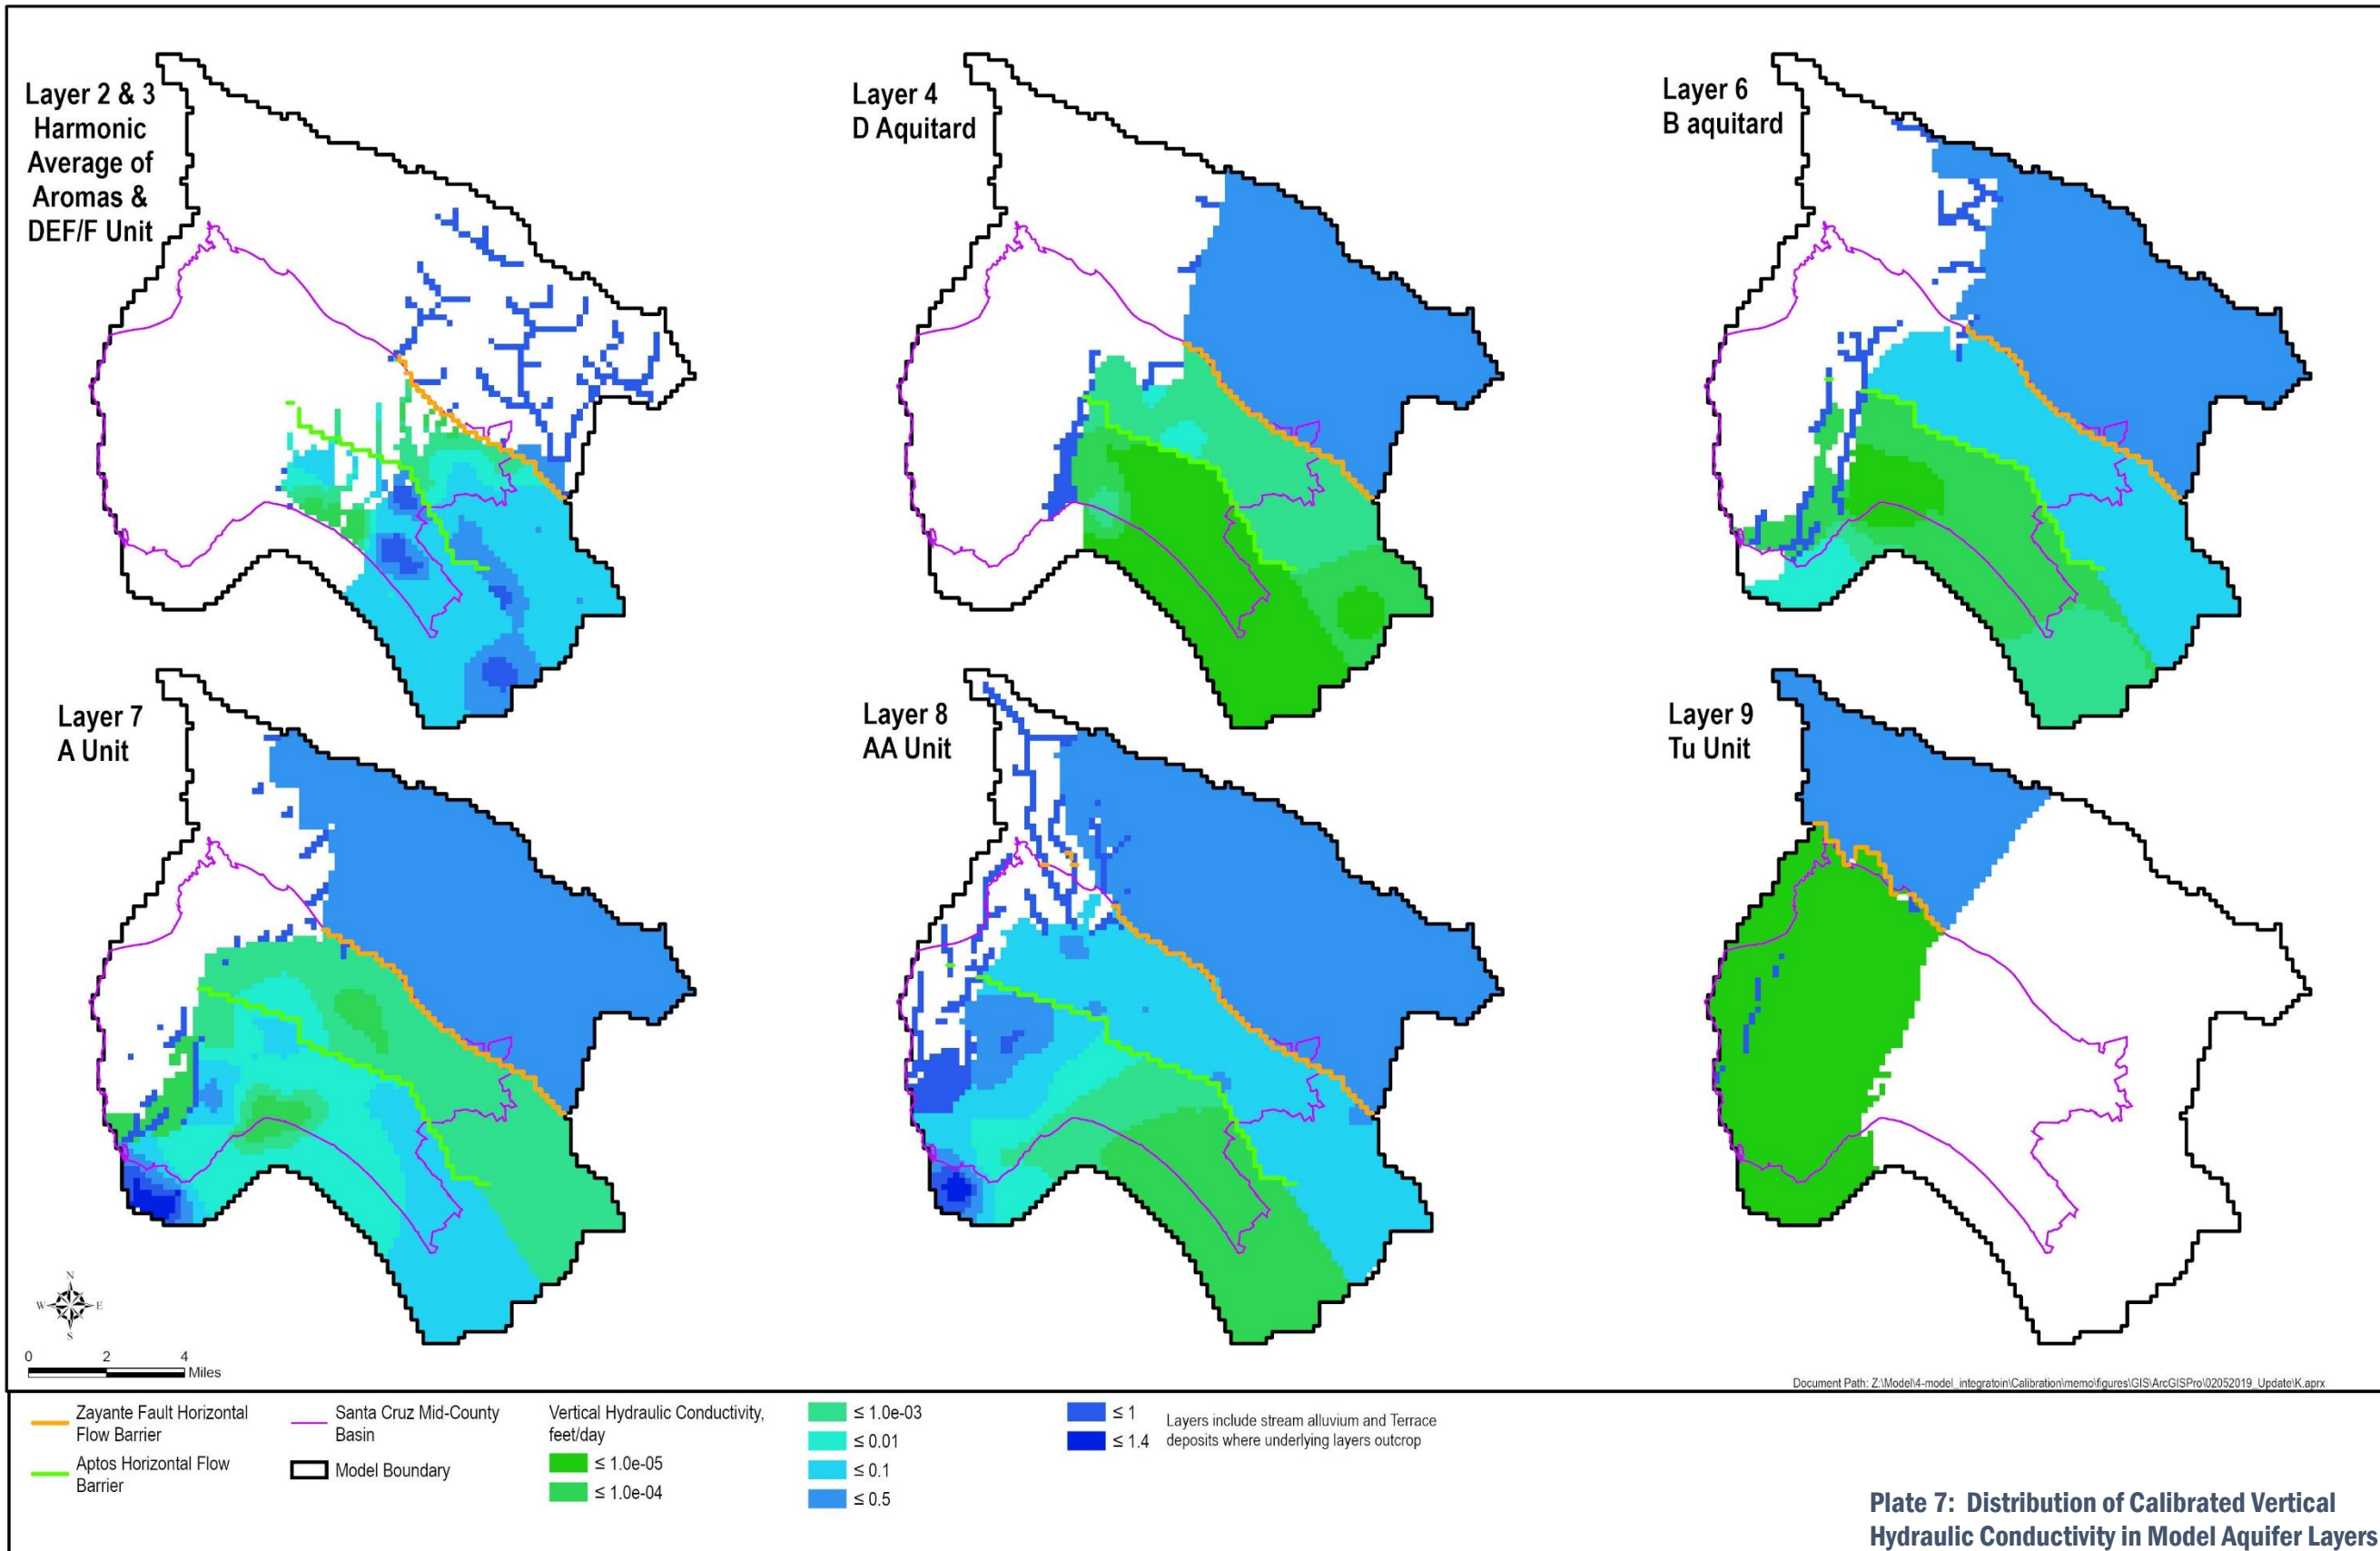 Layer 2 & 3
Harmonic
Average of
Aromas &
DEF/F Unit
Layer 4
D Aquitard
Layer 6
B aquitard
Layer 7
A Unit
Layer 8
AA Unit
Layer 9
Tu Unit
N
W E
S
0 2 4
Miles
Document Path: Z:\Model\4-model_integratoin\Calibration\memo\figures\GIS\ArcGISPro\02052019_Update\K.aprx
Zayante Fault Horizontal
Flow Barrier
Aptos Horizontal Flow
Barrier
Santa Cruz Mid-County
Basin
Model Boundary
Vertical Hydraulic Conductivity,
feet/day
≤ 1.0e-05
≤ 1.0e-04
≤ 1.0e-03
≤ 0.01
≤ 0.1
≤ 0.5
≤ 1
≤ 1.4
Layers include stream alluvium and Terrace
deposits where underlying layers outcrop
Plate 7: Distribution of Calibrated Vertical
Hydraulic Conductivity in Model Aquifer Layers